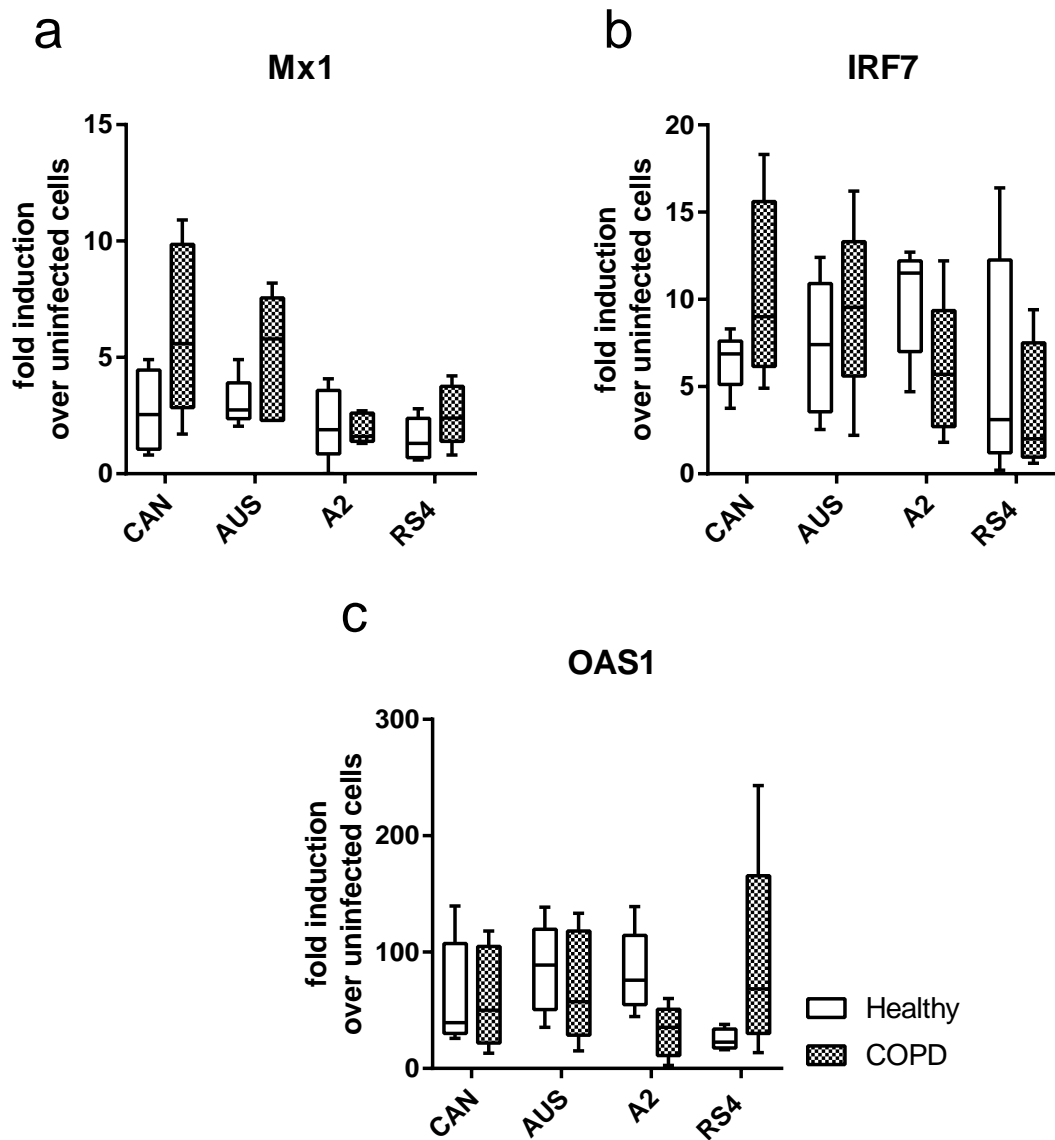 a
Mx1
fold induction
over uninfected cells
15
10
5
0
CAN
AUS
A2
RS4
b
IRF7
fold induction
over uninfected cells
20
15
10
5
0
CAN
AUS
A2
RS4
c
OAS1
fold induction
over uninfected cells
300
200
100
0
CAN
AUS
A2
RS4
Healthy
COPD